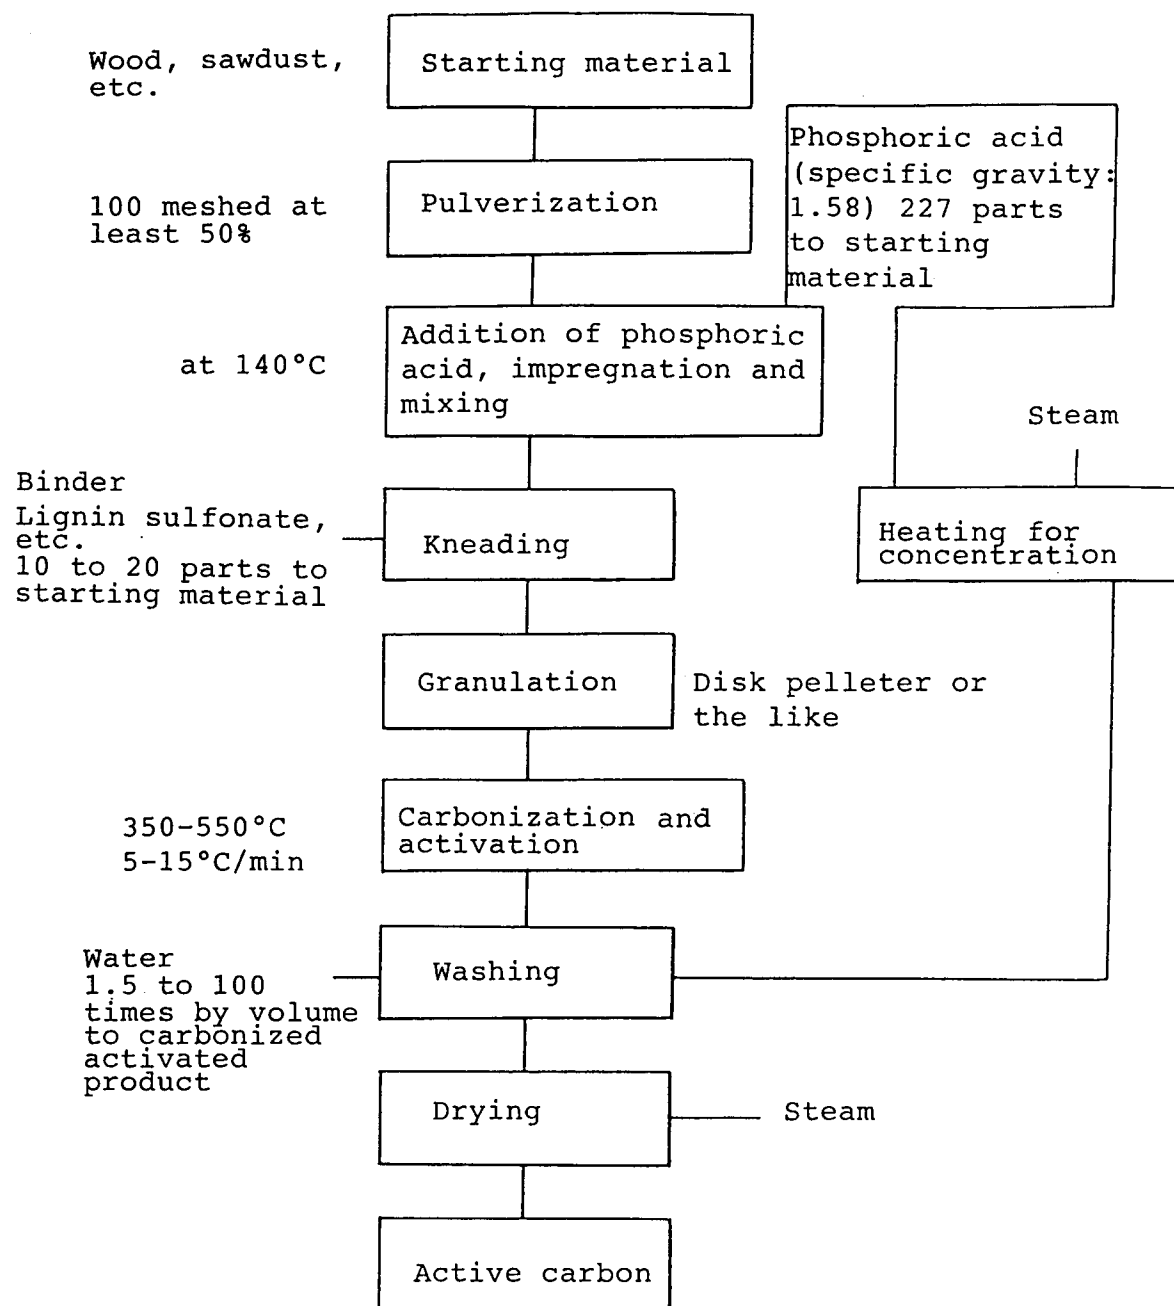 Wood, sawdust,
etc.
Starting material
Phosphoric acid
(specific gravity:
1.58) 227 parts
to starting
material
100 meshed at
least 50%
Pulverization
at 140°C
Addition of phosphoric
acid, impregnation and
mixing
Steam
Binder
Lignin sulfonate,
etc.
10 to 20 parts to
starting material
Kneading
Heating for
concentration
Granulation
Disk pelleter or
the like
350-550°C
5-15°C/min
Carbonization and
activation
Water
1.5 to 100
times by volume
to carbonized
activated
product
Washing
Drying
Steam
Active carbon